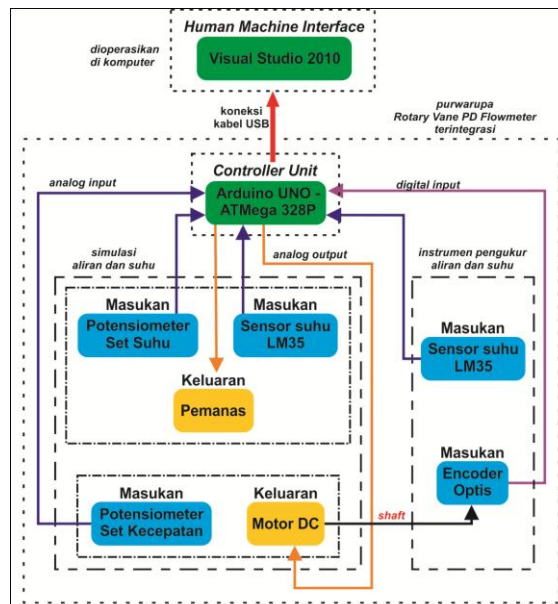 Human Machine Interface
dioperasikan
di komputer
Visual Studio 2010
koneksi
kabel USB
purwarupa
Rotary Vane PD Flowmeter
terintegrasi
Controller Unit
analog input
Arduino UNO -
ATMega 328P
digital input
simulasi
aliran dan suhu
analog output
instrumen pengukur
aliran dan suhu
Masukan
Potensiometer
Set Suhu
Masukan
Sensor suhu
LM35
Masukan
Sensor suhu
LM35
Keluaran
Pemanas
Masukan
Encoder
Optis
Masukan
Potensiometer
Set Kecepatan
Keluaran
Motor DC
shaft